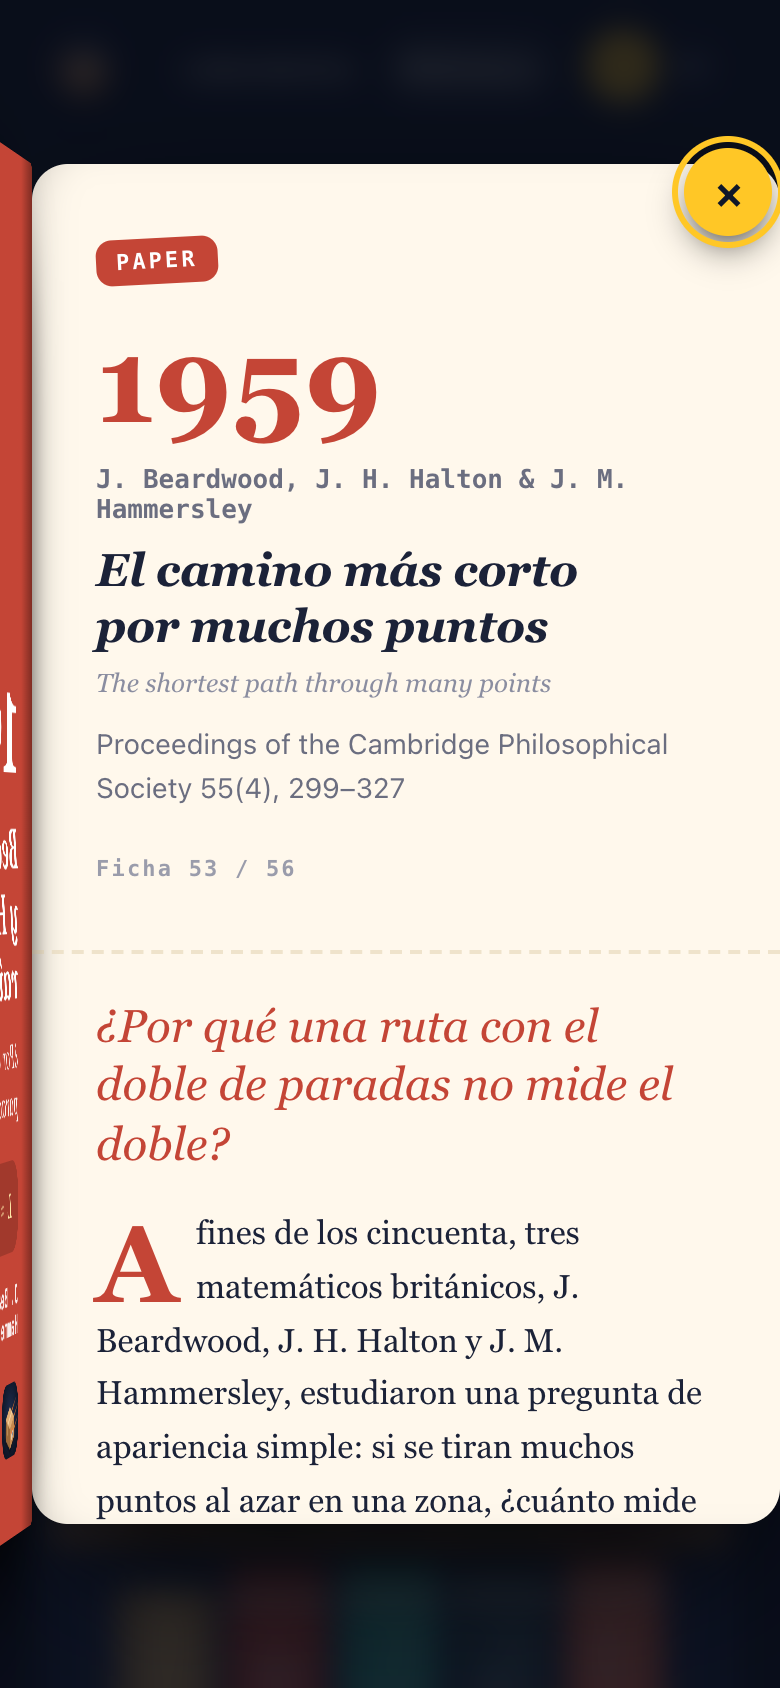 ×
PAPER
1959
J. Beardwood, J. H. Halton & J. M.
Hammersley
El camino más corto
por muchos puntos
The shortest path through many points
Proceedings of the Cambridge Philosophical
Society 55(4), 299–327
Ficha 53 / 56
¿Por qué una ruta con el
doble de paradas no mide el
doble?
A fines de los cincuenta, tres
matemáticos británicos, J.
Beardwood, J. H. Halton y J. M.
Hammersley, estudiaron una pregunta de
apariencia simple: si se tiran muchos
puntos al azar en una zona, ¿cuánto mide